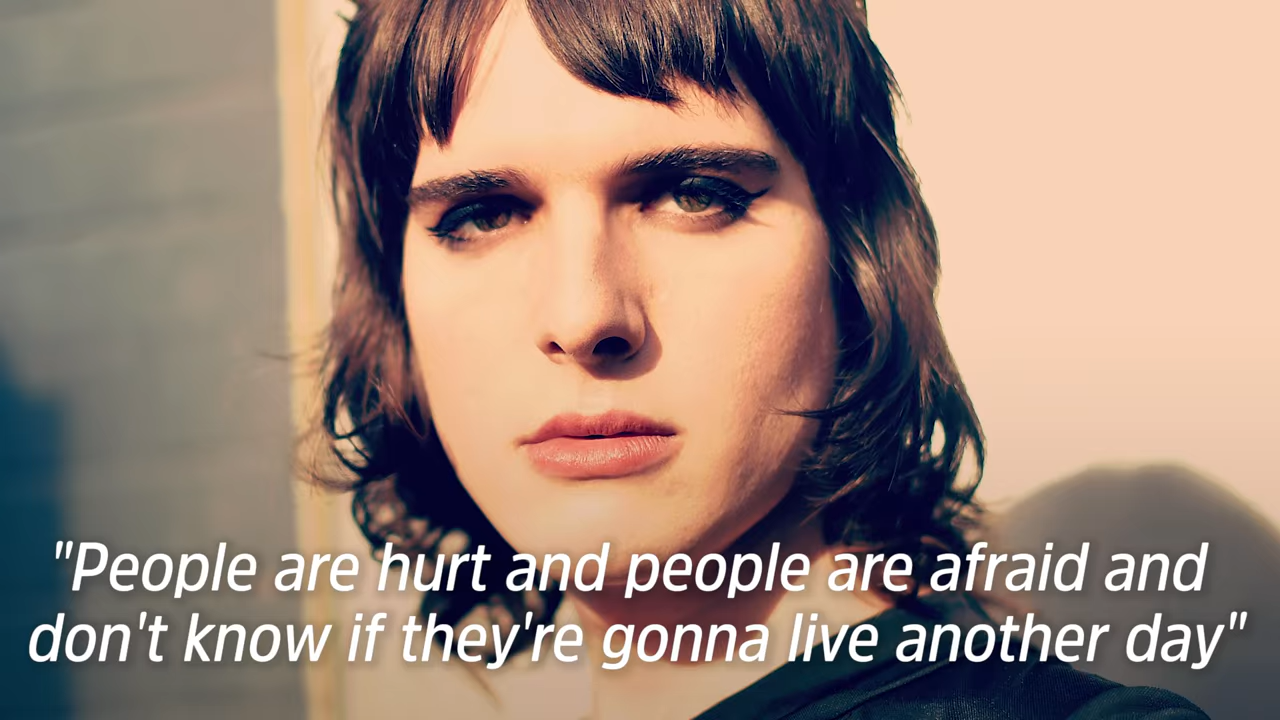 "People are hurt and people are afraid and
don't know if they're gonna live another day"